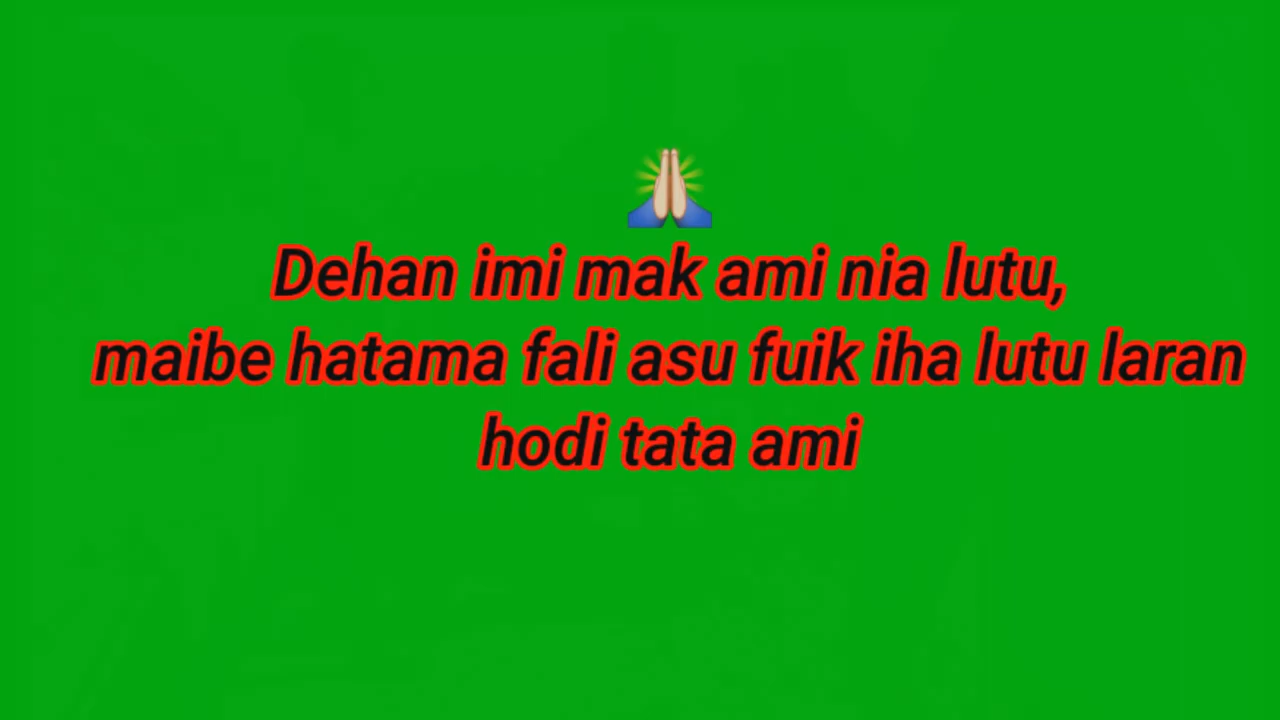 🙏
Dehan imi mak ami nia lutu,
maibe hatama fali asu fuik iha lutu laran
hodi tata ami